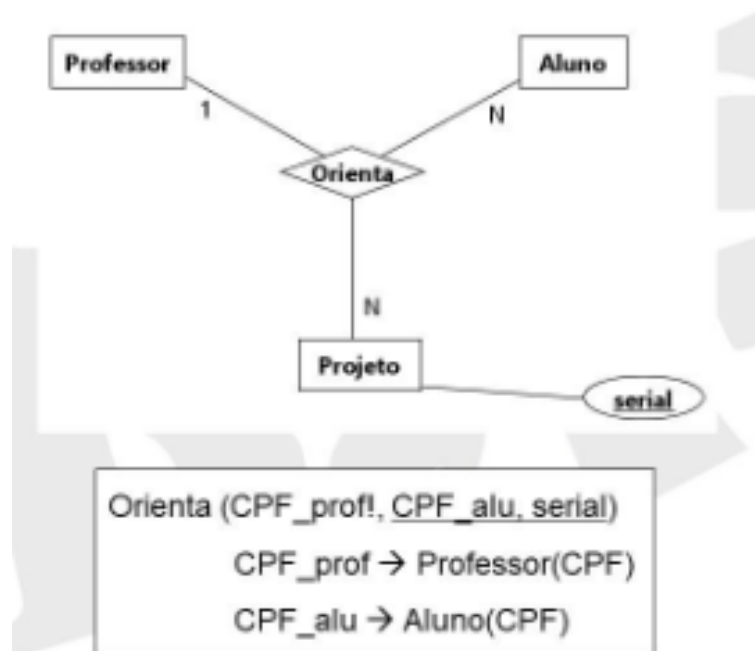 Professor
Aluno
1
N
Orienta
N
Projeto
serial
Orienta (CPF_prof!, CPF_alu, serial)
CPF_prof → Professor(CPF)
CPF_alu → Aluno(CPF)